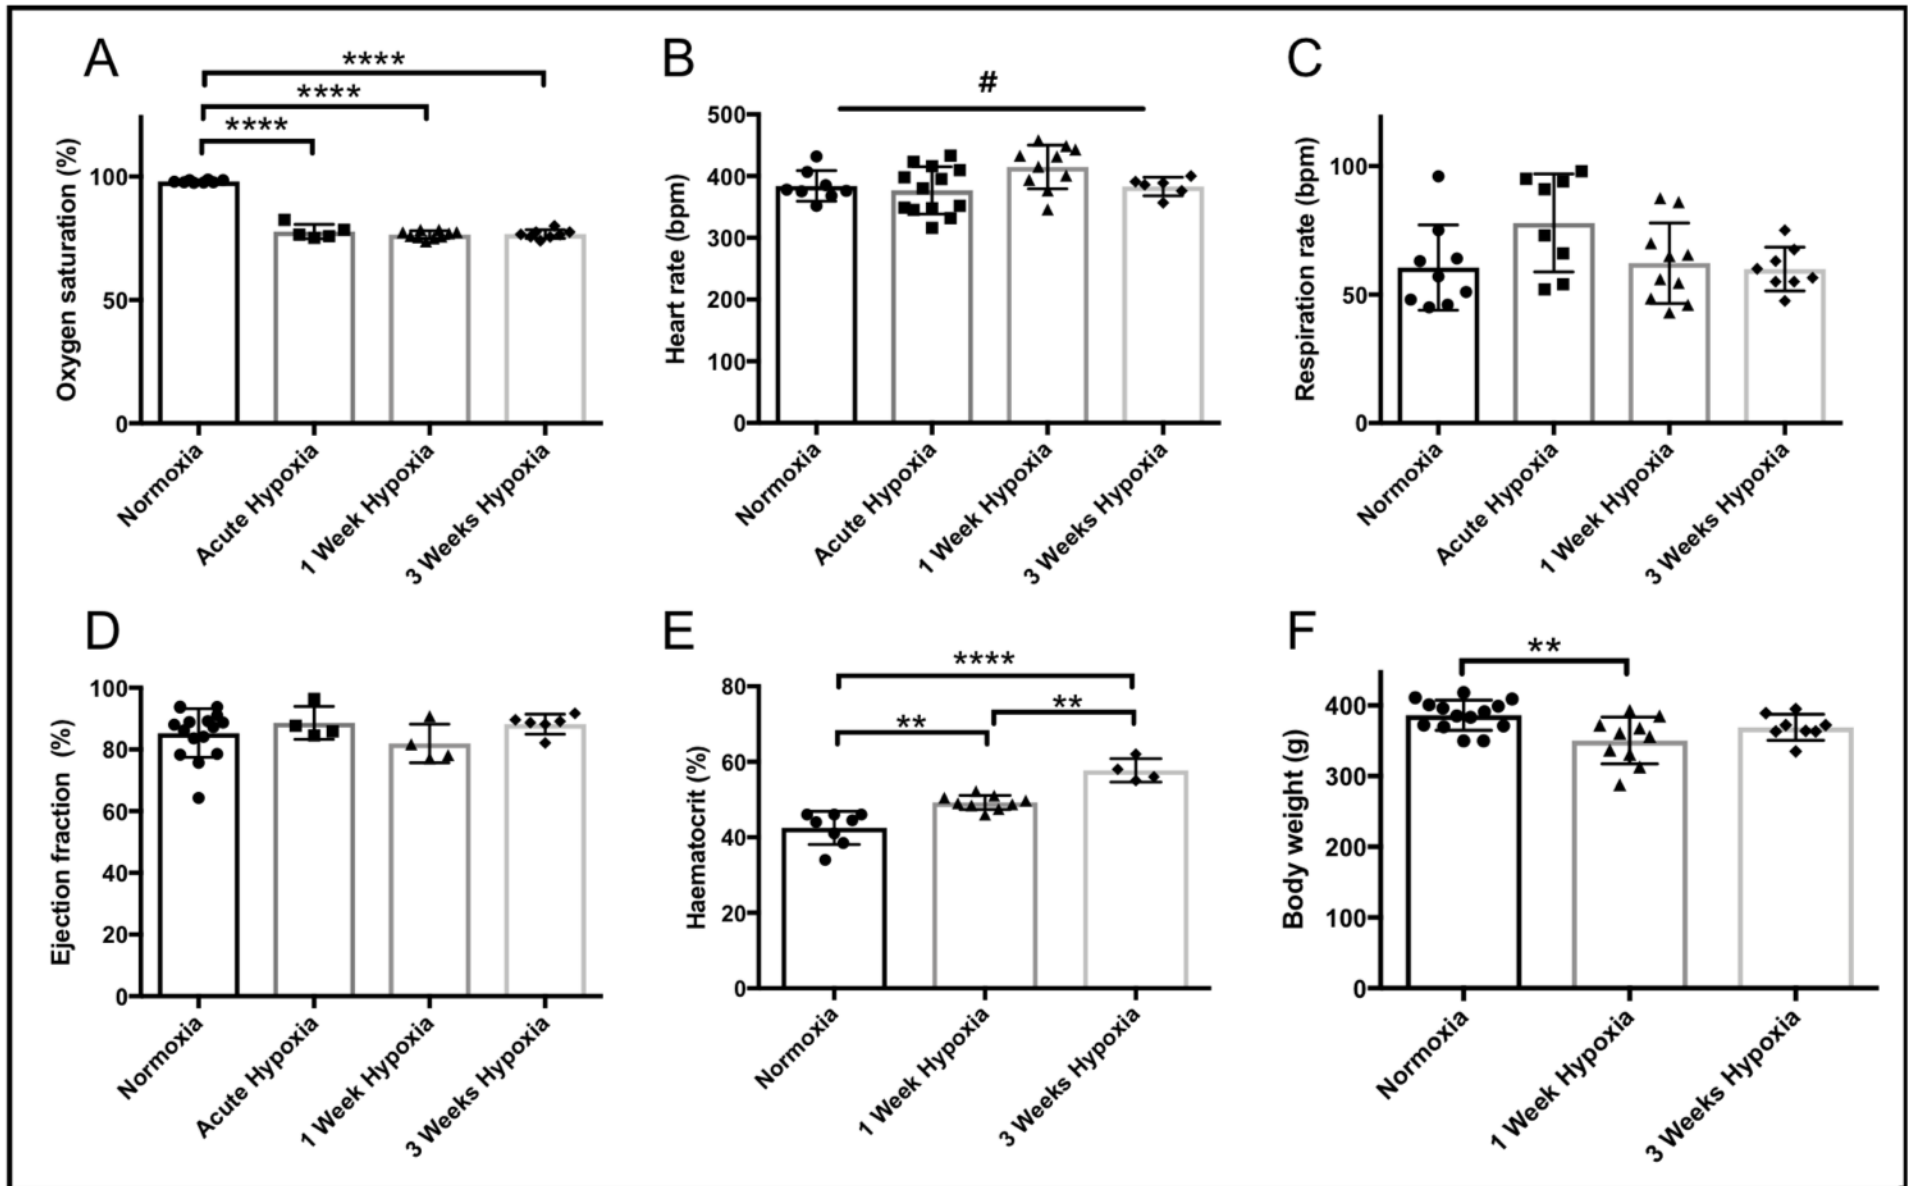 A
****
****
****
Oxygen saturation (%)
100
50
0
Normoxia
Acute Hypoxia
1 Week Hypoxia
3 Weeks Hypoxia
B
#
Heart rate (bpm)
500
400
300
200
100
0
Normoxia
Acute Hypoxia
1 Week Hypoxia
3 Weeks Hypoxia
C
Respiration rate (bpm)
100
50
0
Normoxia
Acute Hypoxia
1 Week Hypoxia
3 Weeks Hypoxia
D
Ejection fraction (%)
100
80
60
40
20
0
Normoxia
Acute Hypoxia
1 Week Hypoxia
3 Weeks Hypoxia
E
****
**
**
Haematocrit (%)
80
60
40
20
0
Normoxia
1 Week Hypoxia
3 Weeks Hypoxia
F
**
Body weight (g)
400
300
200
100
0
Normoxia
1 Week Hypoxia
3 Weeks Hypoxia